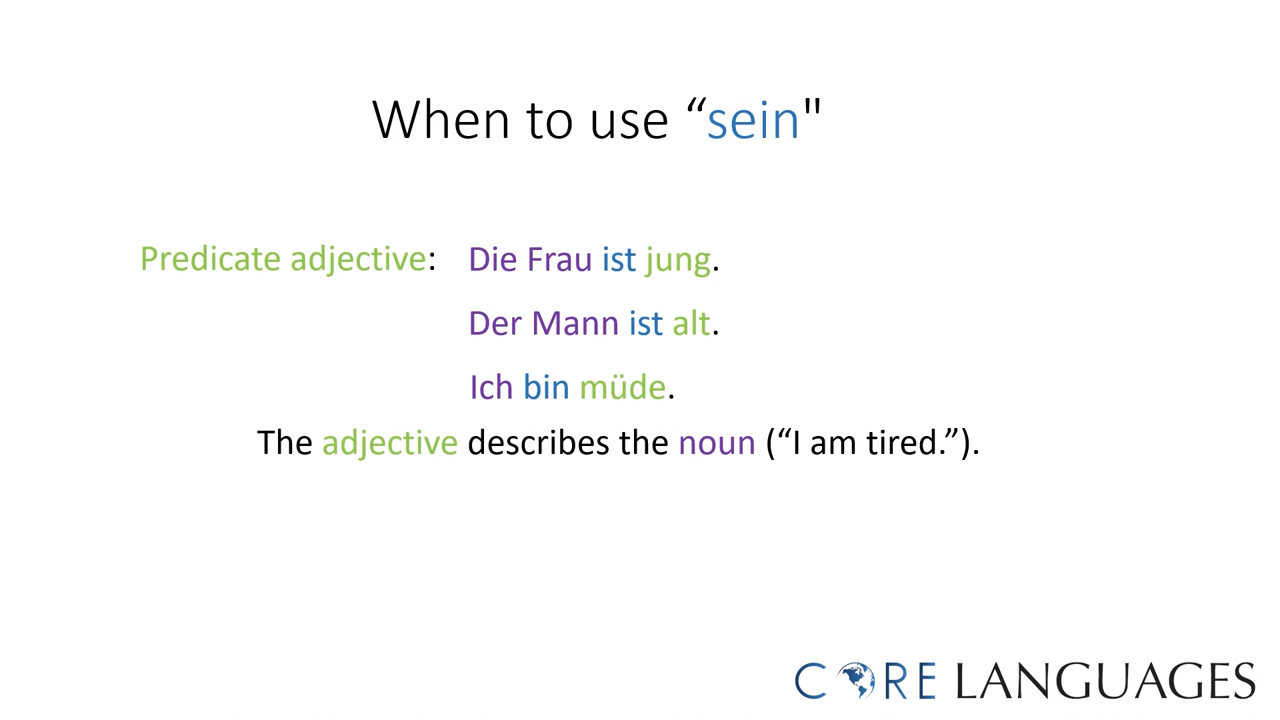 When to use “sein"
Predicate adjective: Die Frau ist jung.
Der Mann ist alt.
Ich bin müde.
The adjective describes the noun (“I am tired.”).
CORE LANGUAGES